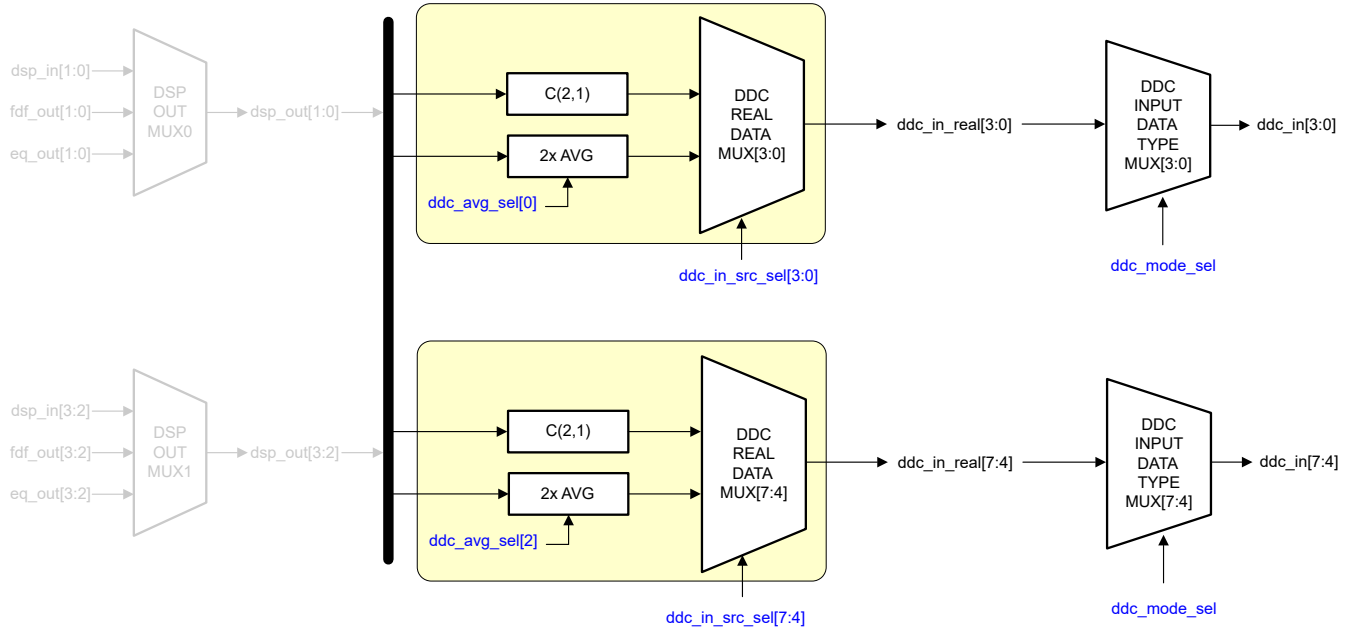 dsp_in[1:0]
fdf_out[1:0]
eq_out[1:0]
DSP
OUT
MUX0
dsp_out[1:0]
C(2,1)
2x AVG
ddc_avg_sel[0]
DDC
REAL
DATA
MUX[3:0]
ddc_in_src_sel[3:0]
ddc_in_real[3:0]
DDC
INPUT
DATA
TYPE
MUX[3:0]
ddc_mode_sel
ddc_in[3:0]
dsp_in[3:2]
fdf_out[3:2]
eq_out[3:2]
DSP
OUT
MUX1
dsp_out[3:2]
C(2,1)
2x AVG
ddc_avg_sel[2]
DDC
REAL
DATA
MUX[7:4]
ddc_in_src_sel[7:4]
ddc_in_real[7:4]
DDC
INPUT
DATA
TYPE
MUX[7:4]
ddc_mode_sel
ddc_in[7:4]